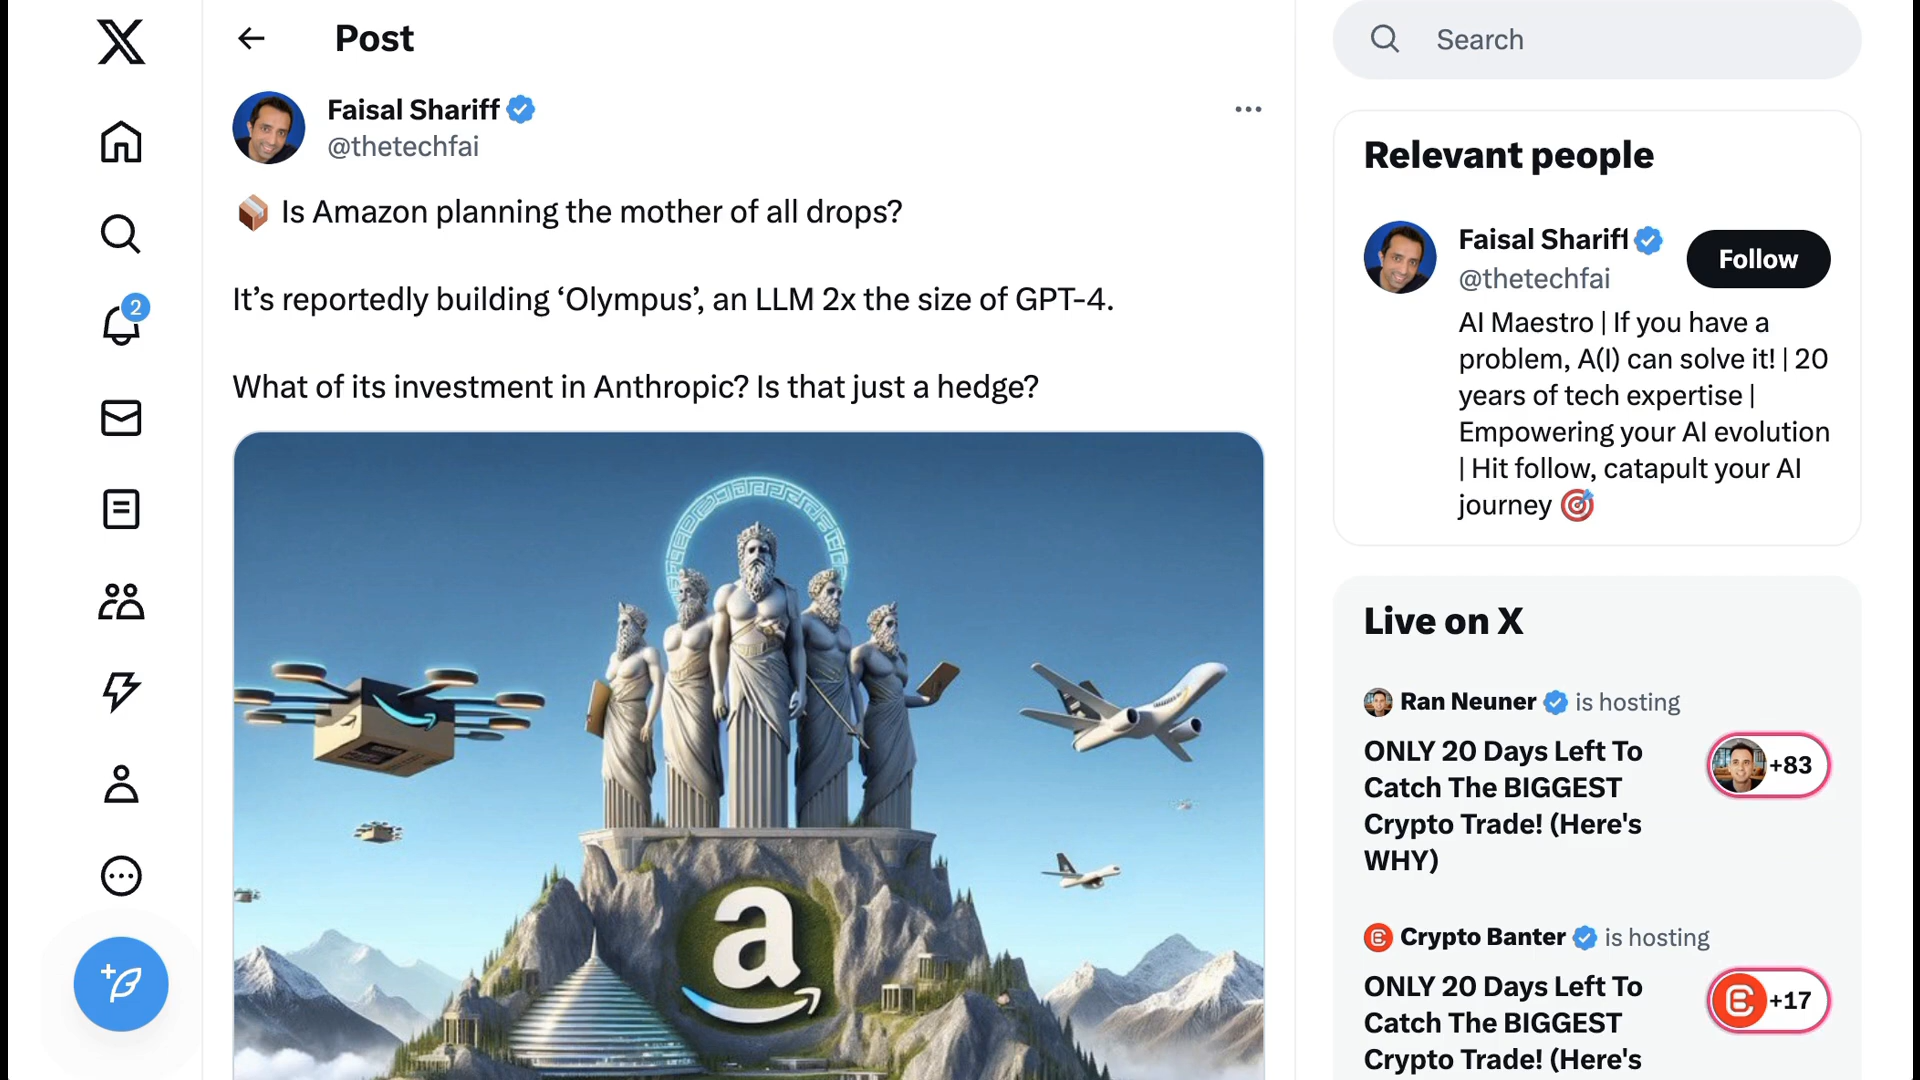 Post
Faisal Shariff
@thetechfai
Is Amazon planning the mother of all drops?
It’s reportedly building ‘Olympus’, an LLM 2x the size of GPT-4.
What of its investment in Anthropic? Is that just a hedge?
a
2
Search
Relevant people
Faisal Shariff
@thetechfai
Follow
AI Maestro | If you have a
problem, A(I) can solve it! | 20
years of tech expertise |
Empowering your AI evolution
| Hit follow, catapult your AI
journey
Live on X
Ran Neuner is hosting
ONLY 20 Days Left To
Catch The BIGGEST
Crypto Trade! (Here's
WHY)
+83
Crypto Banter is hosting
ONLY 20 Days Left To
Catch The BIGGEST
Crypto Trade! (Here's
+17